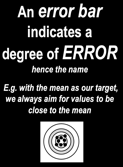 An error bar
indicates a
degree of ERROR
hence the name
E.g. with the mean as our target,
we always aim for values to be
close to the mean